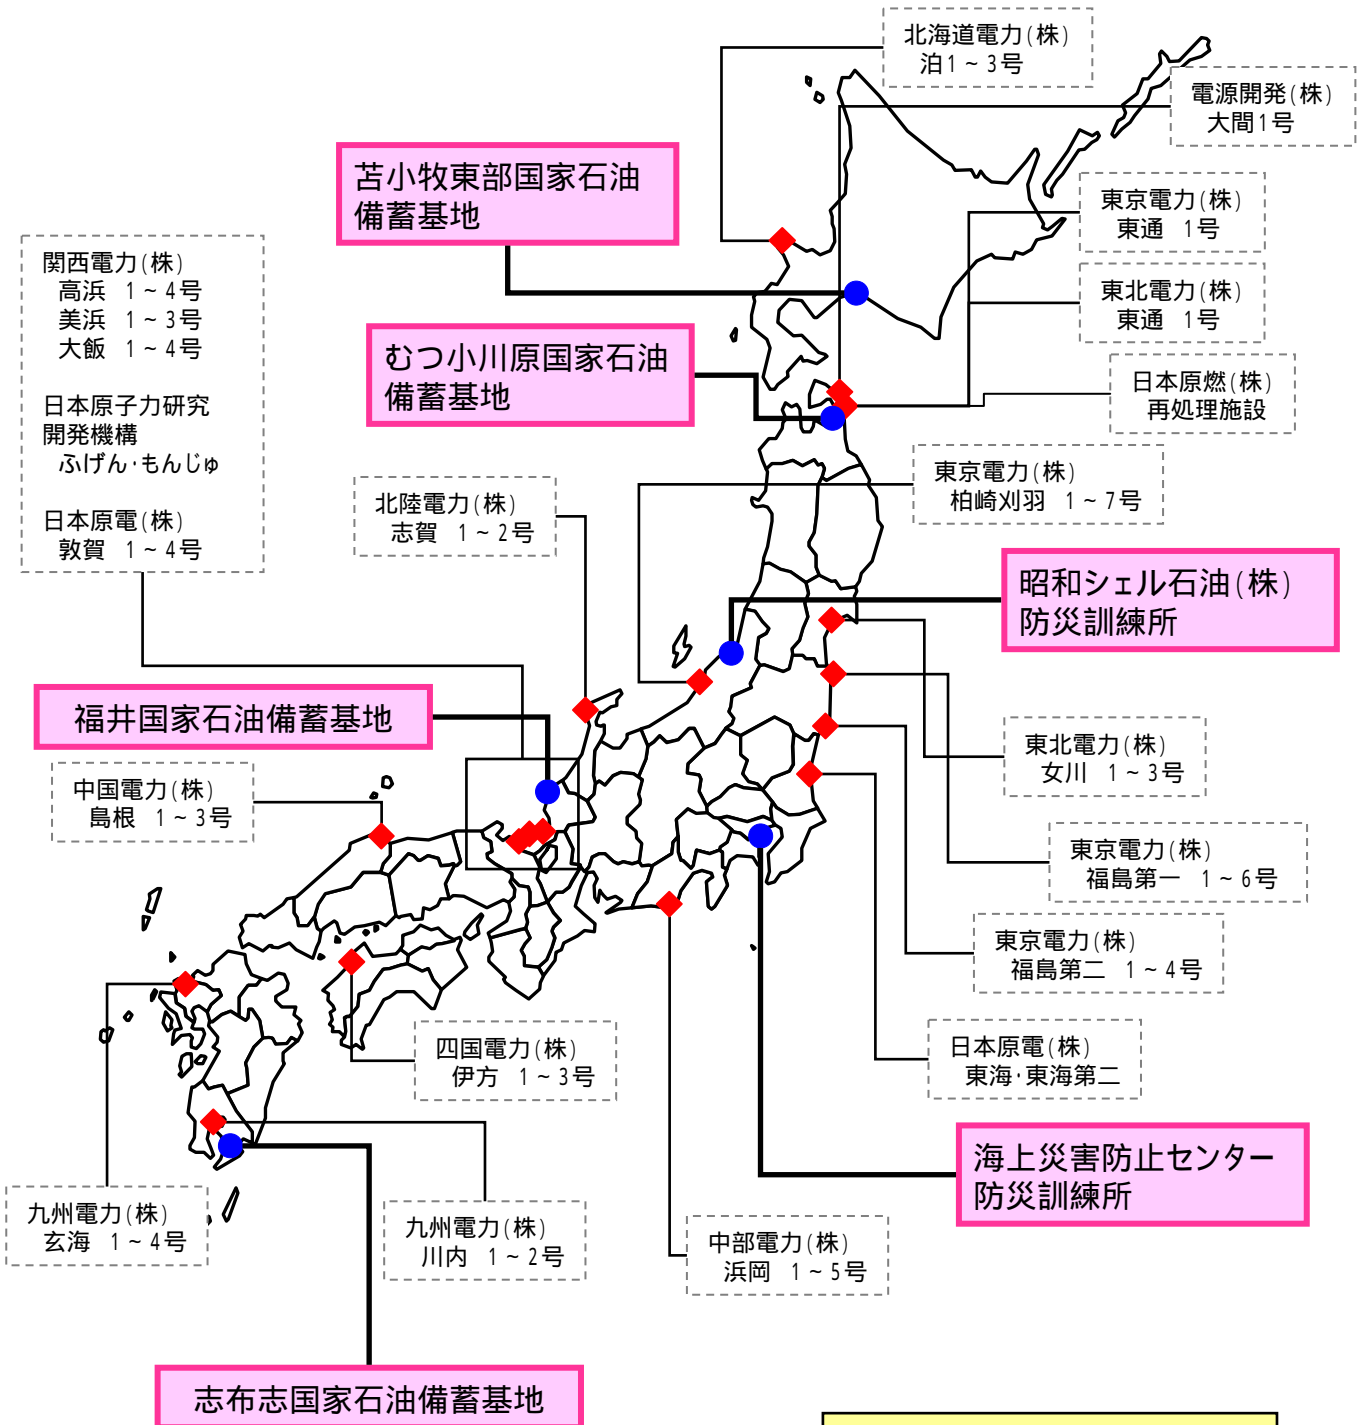 北海道電力(株)
泊1~3号
電源開発(株)
大間1号
苫小牧東部国家石油
備蓄基地
東京電力(株)
東通 1号
関西電力(株)
高浜 1~4号
美浜 1~3号
大飯 1~4号
日本原子力研究
開発機構
ふげん・もんじゅ
日本原電(株)
敦賀 1~4号
東北電力(株)
東通 1号
むつ小川原国家石油
備蓄基地
日本原燃(株)
再処理施設
東京電力(株)
柏崎刈羽 1~7号
北陸電力(株)
志賀 1~2号
昭和シェル石油(株)
防災訓練所
福井国家石油備蓄基地
東北電力(株)
女川 1~3号
中国電力(株)
島根 1~3号
東京電力(株)
福島第一 1~6号
東京電力(株)
福島第二 1~4号
四国電力(株)
伊方 1~3号
日本原電(株)
東海・東海第二
海上災害防止センター
防災訓練所
九州電力(株)
玄海 1~4号
九州電力(株)
川内 1~2号
中部電力(株)
浜岡 1~5号
志布志国家石油備蓄基地